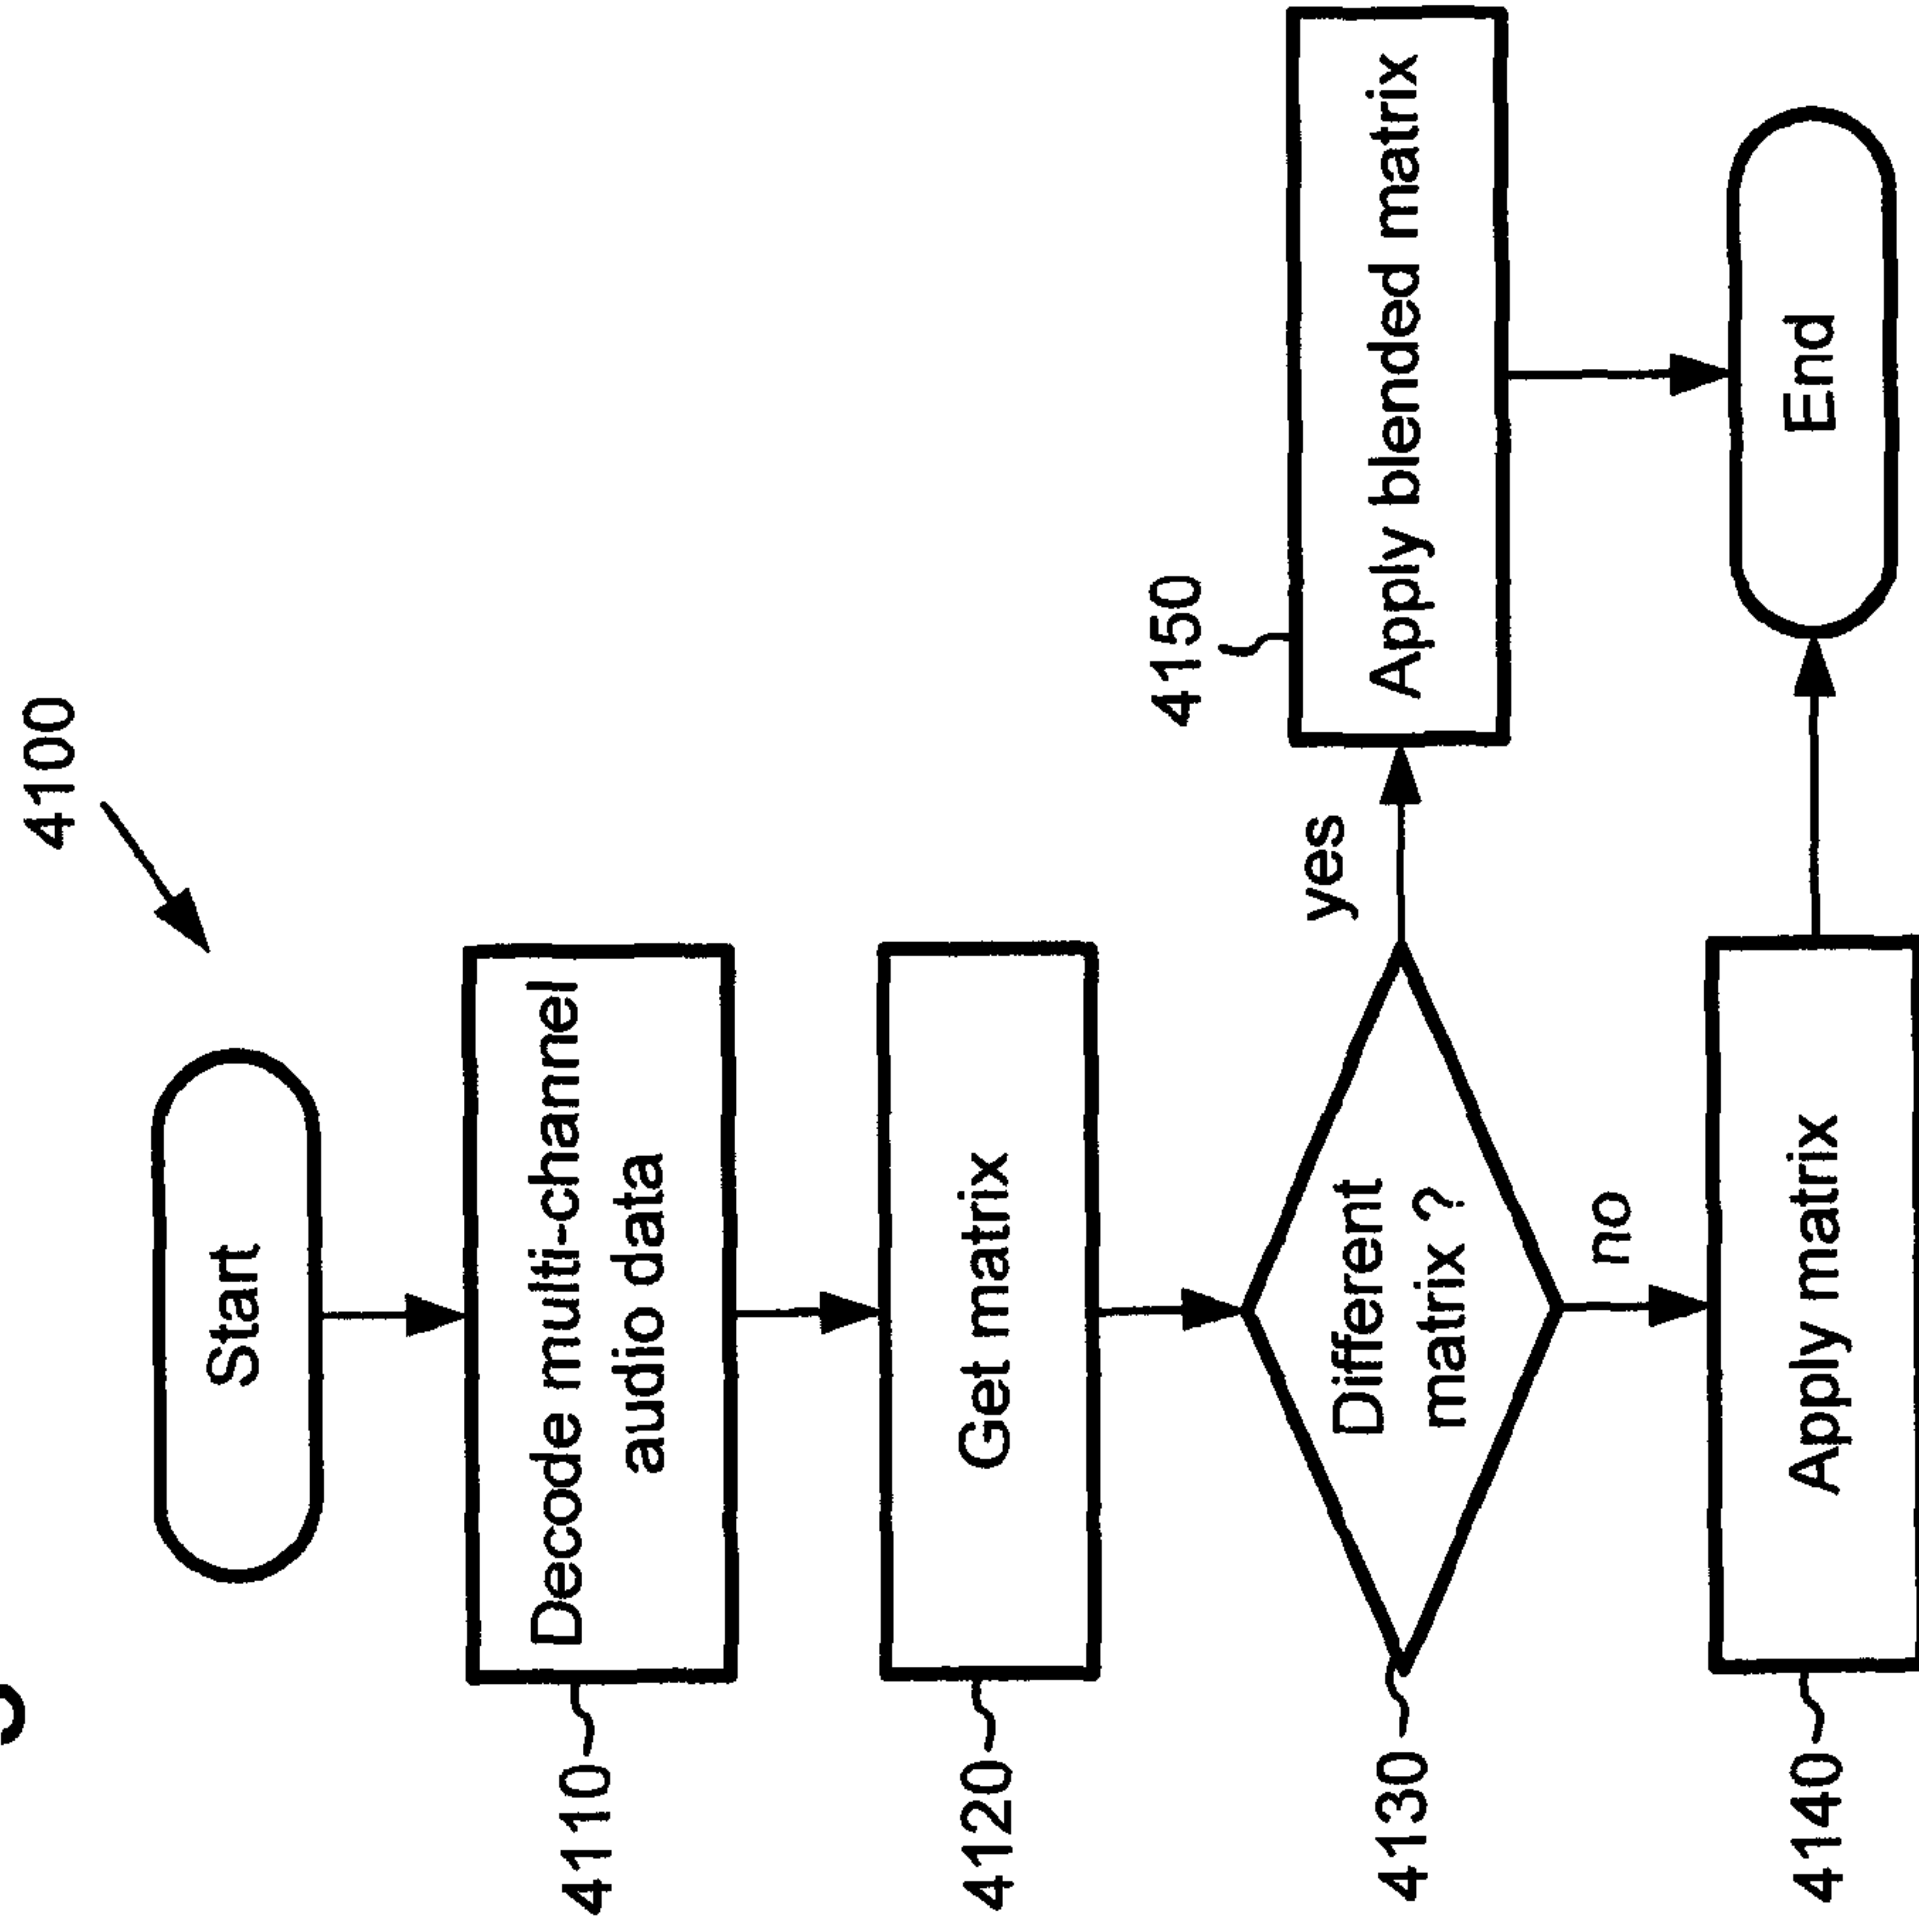 4100
Start
4110
Decode multi-channel
audio data
4120
Get matrix
4130
Different
matrix ?
yes
4150
Apply blended matrix
no
4140
Apply matrix
End